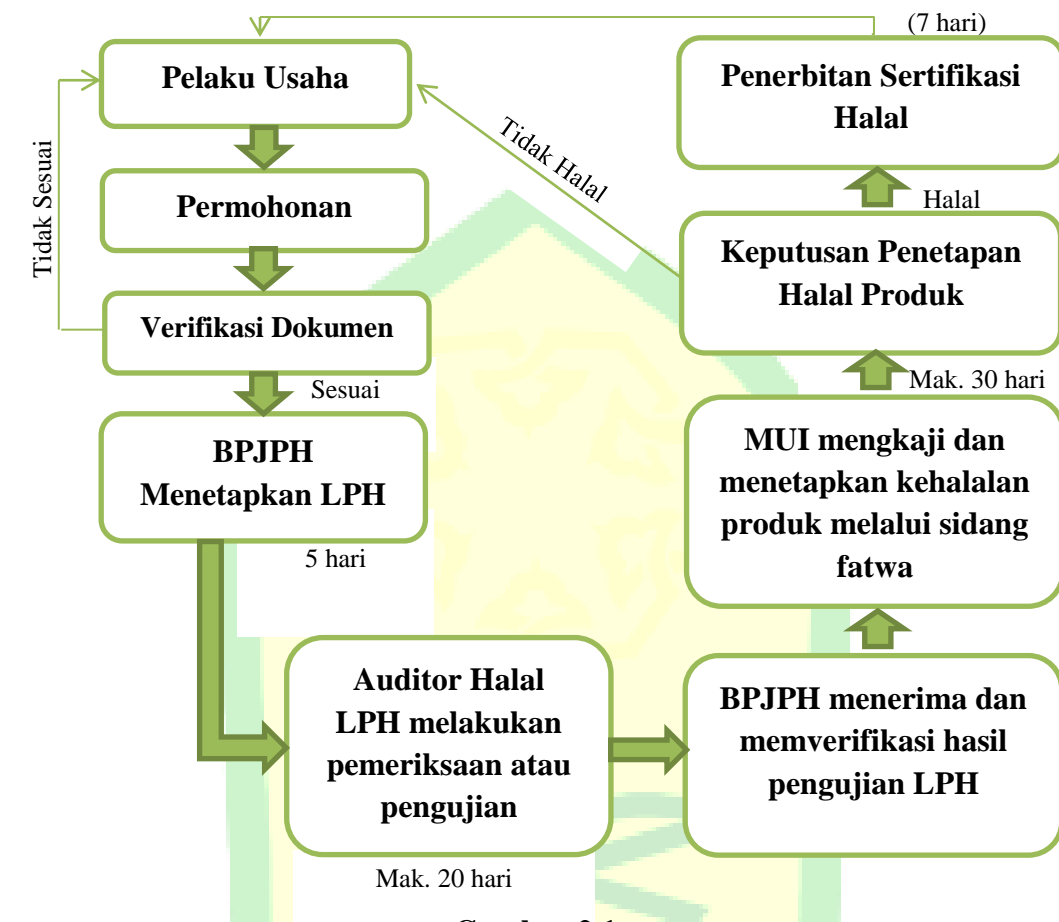 Pelaku Usaha
Permohonan
Verifikasi Dokumen
Tidak Sesuai
Sesuai
BPJPH
Menetapkan LPH
5 hari
Auditor Halal
LPH melakukan
pemeriksaan atau
pengujian
Mak. 20 hari
BPJPH menerima dan
memverifikasi hasil
pengujian LPH
MUI mengkaji dan
menetapkan kehalalan
produk melalui sidang
fatwa
Mak. 30 hari
Keputusan Penetapan
Halal Produk
Tidak Halal
Halal
Penerbitan Sertifikasi
Halal
(7 hari)